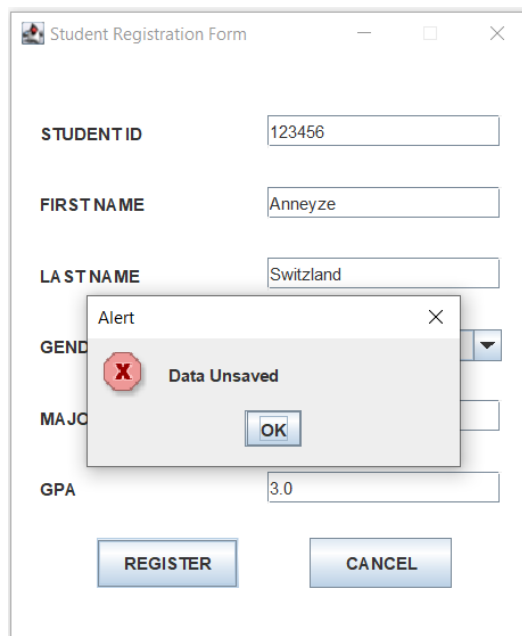 Student Registration Form
STUDENT ID 123456
FIRST NAME Anneyze
LAST NAME Switzland
Alert
GEND
Data Unsaved
MAJO
OK
GPA 3.0
REGISTER CANCEL